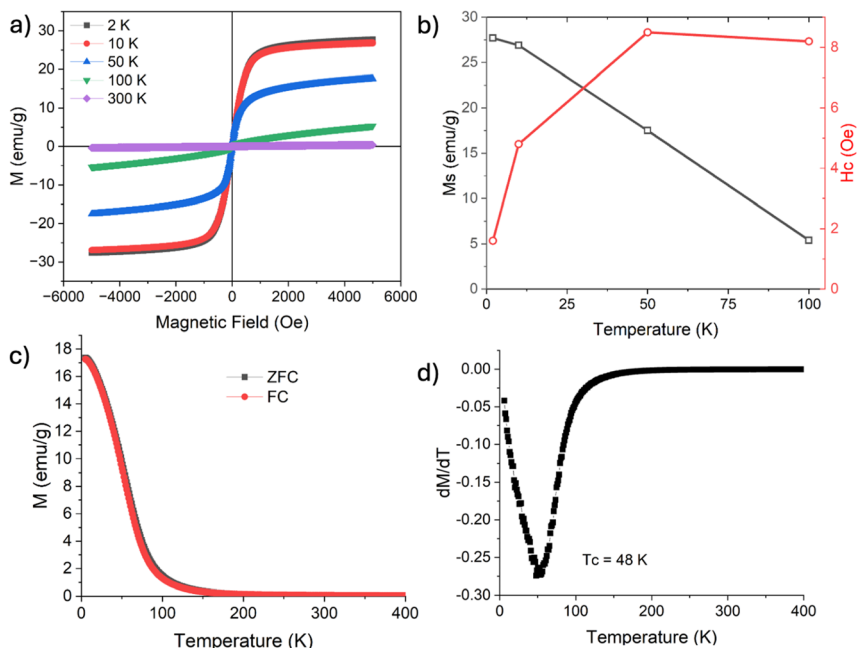 a)
2 K
10 K
50 K
100 K
300 K
30
20
10
0
−10
−20
−30
M (emu/g)
−6000 −4000 −2000 0 2000 4000 6000
Magnetic Field (Oe)
b)
30
25
20
15
10
5
0
Ms (emu/g)
8
6
4
2
0
Hc (Oe)
0 25 50 75 100
Temperature (K)
c)
ZFC
FC
18
16
14
12
10
8
6
4
2
0
M (emu/g)
0 100 200 300 400
Temperature (K)
d)
0.00
-0.05
-0.10
-0.15
-0.20
-0.25
-0.30
dM/dT
Tc = 48 K
0 100 200 300 400
Temperature (K)